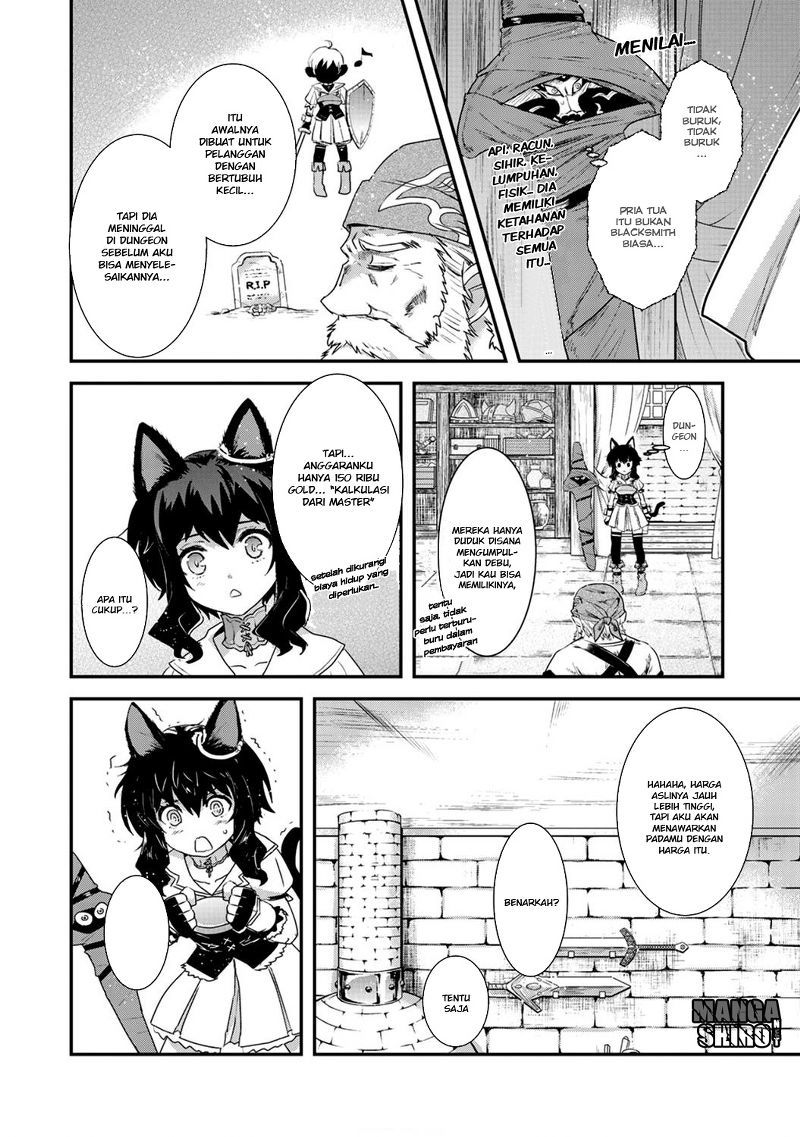 MENILAI...
TIDAK
BURUK,
TIDAK
BURUK
...
API, RACUN,
SIHIR, KE-
LUMPUHAN,
FISIK... DIA
MEMILIKI
KETAHANAN
TERHADAP
SEMUA
ITU...
PRIA TUA
ITU BUKAN
BLACKSMITH
BIASA...
...
ITU
AWALNYA
DIBUAT UNTUK
PELANGGAN
DENGAN
BERTUBUH
KECIL...
TAPI DIA
MENINGGAL
DI DUNGEON
SEBELUM AKU
BISA MENYELE-
SAIKANNYA...
R.I.P
DUN-
GEON...
MEREKA HANYA
DUDUK DISANA
MENGUMPUL-
KAN DEBU,
JADI KAU BISA
MEMILIKINYA,
tentu
saja, tidak
perlu terburu-
buru dalam
pembayaran
TAPI...
ANGGARANKU
HANYA 150 RIBU
GOLD... "KALKULASI
DARI MASTER"
setelah dikurangi
biaya hidup yang
diperlukan..
APA ITU
CUKUP...?
HAHAHA, HARGA
ASLINYA JAUH
LEBIH TINGGI,
TAPI AKU AKAN
MENAWARKAN
PADAMU DENGAN
HARGA ITU.
BENARKAH?
TENTU
SAJA
MANGA
SHIRO!